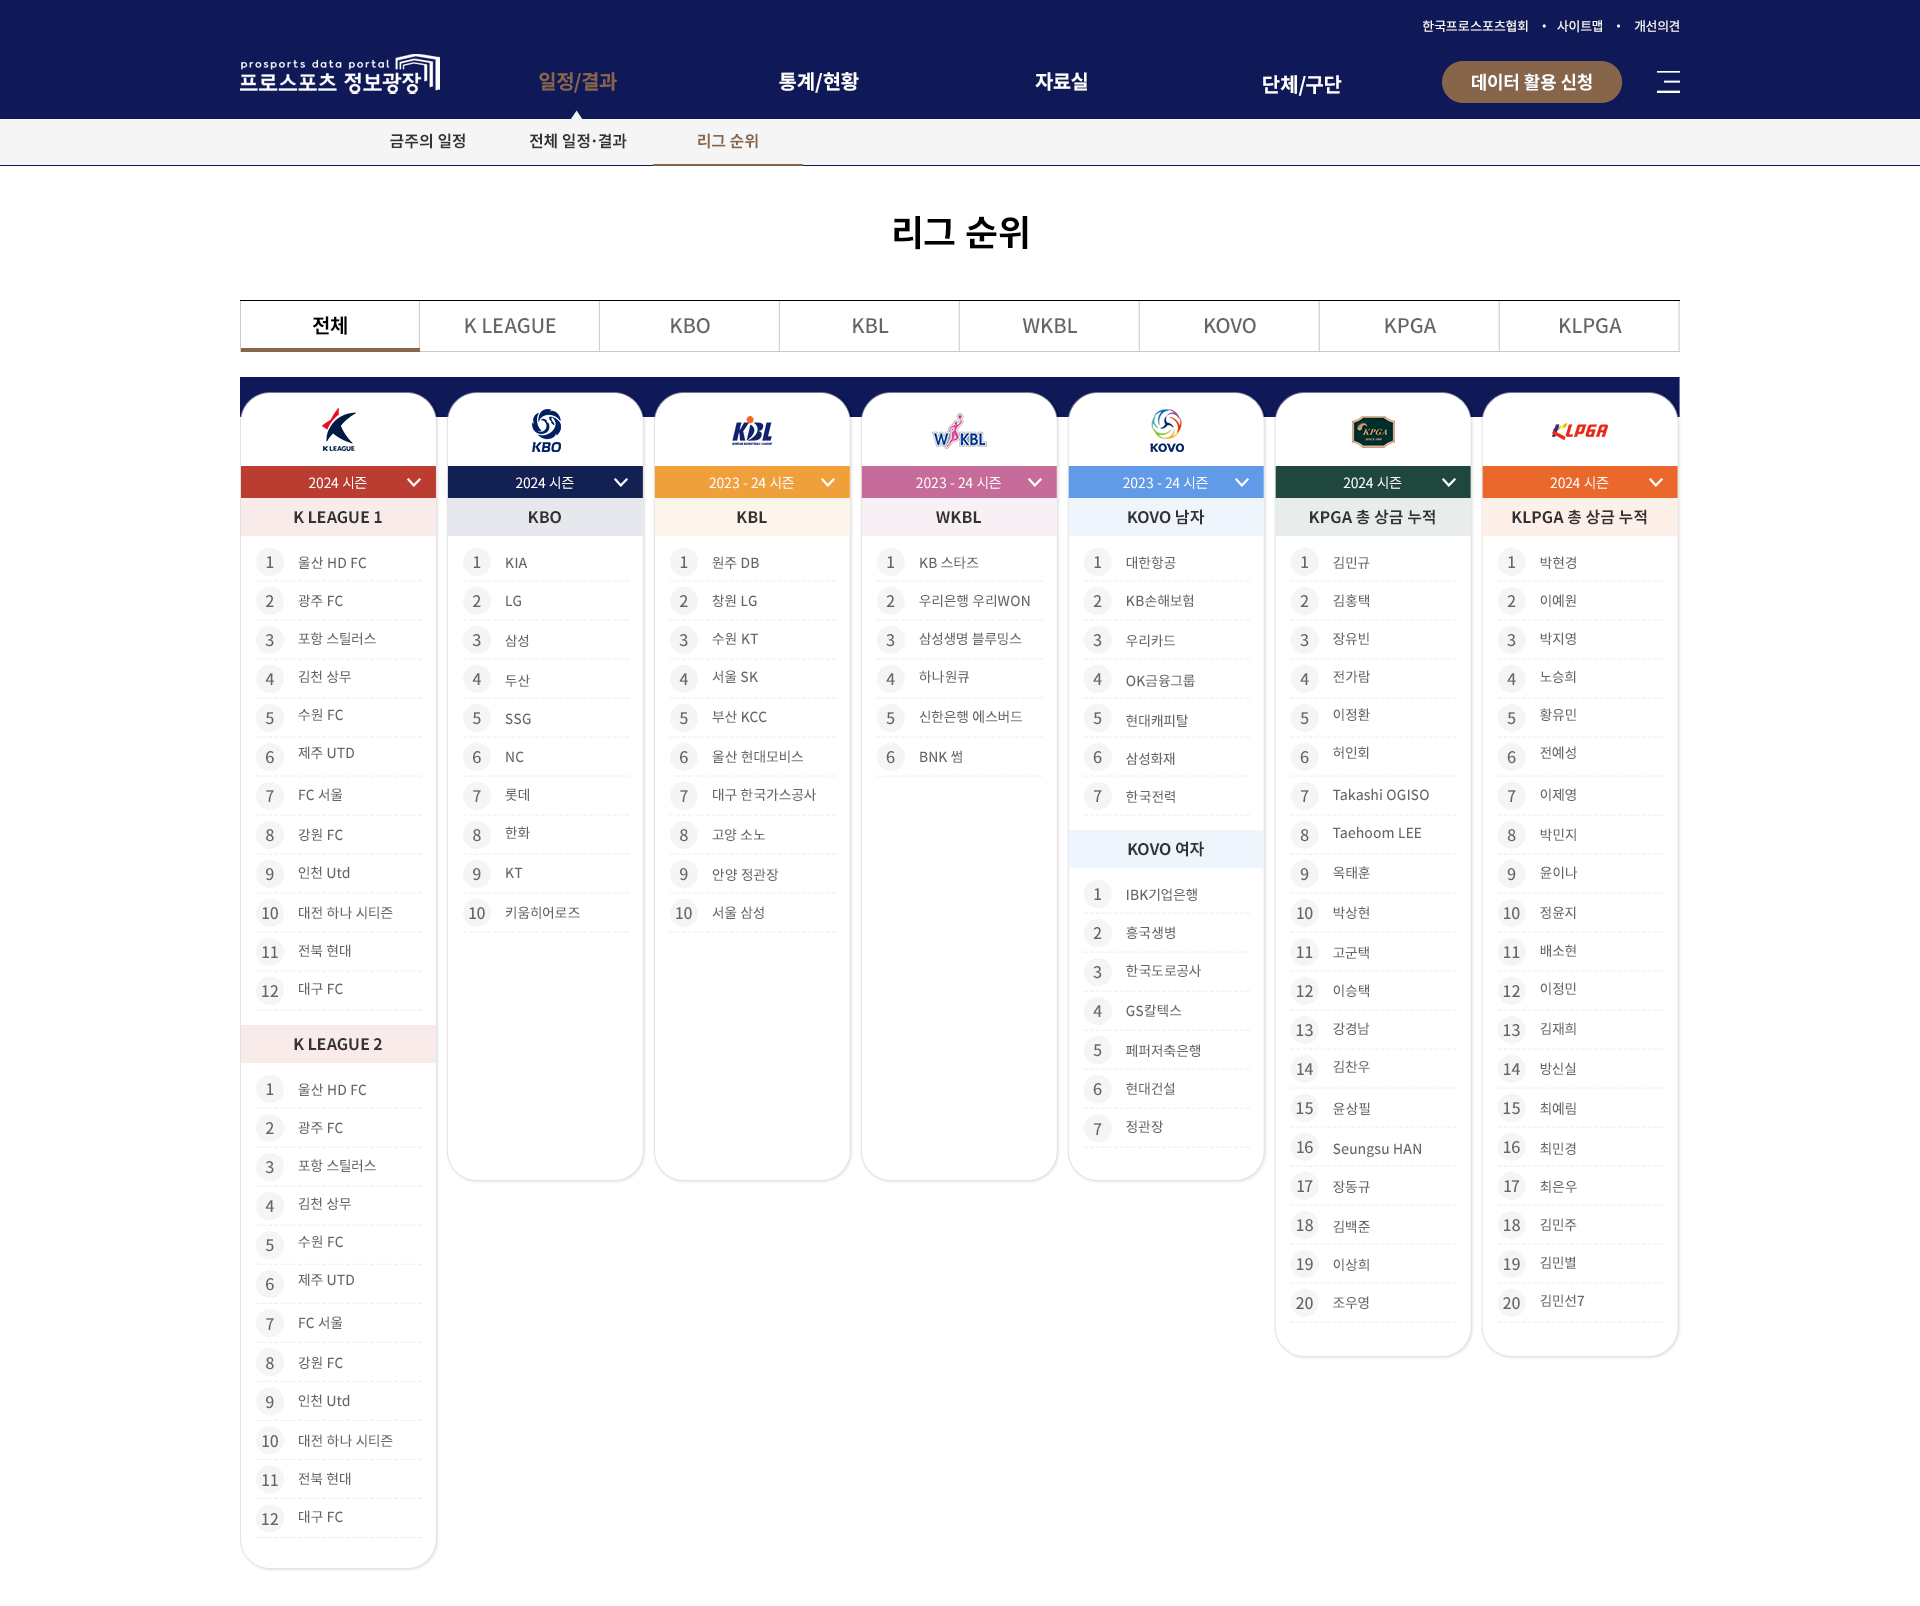 한국프로스포츠협회 • 사이트맵 • 개선의견
prosports data portal
프로스포츠 정보광장
일정/결과
통계/현황
자료실
단체/구단
데이터 활용 신청
금주의 일정
전체 일정·결과
리그 순위
리그 순위
전체
K LEAGUE
KBO
KBL
WKBL
KOVO
KPGA
KLPGA
K LEAGUE
2024 시즌
K LEAGUE 1
1 울산 HD FC
2 광주 FC
3 포항 스틸러스
4 김천 상무
5 수원 FC
6 제주 UTD
7 FC 서울
8 강원 FC
9 인천 Utd
10 대전 하나 시티즌
11 전북 현대
12 대구 FC
K LEAGUE 2
1 울산 HD FC
2 광주 FC
3 포항 스틸러스
4 김천 상무
5 수원 FC
6 제주 UTD
7 FC 서울
8 강원 FC
9 인천 Utd
10 대전 하나 시티즌
11 전북 현대
12 대구 FC
KBO
2024 시즌
KBO
1 KIA
2 LG
3 삼성
4 두산
5 SSG
6 NC
7 롯데
8 한화
9 KT
10 키움히어로즈
KBL
2023 - 24 시즌
KBL
1 원주 DB
2 창원 LG
3 수원 KT
4 서울 SK
5 부산 KCC
6 울산 현대모비스
7 대구 한국가스공사
8 고양 소노
9 안양 정관장
10 서울 삼성
WKBL
2023 - 24 시즌
WKBL
1 KB 스타즈
2 우리은행 우리WON
3 삼성생명 블루밍스
4 하나원큐
5 신한은행 에스버드
6 BNK 썸
KOVO
2023 - 24 시즌
KOVO 남자
1 대한항공
2 KB손해보험
3 우리카드
4 OK금융그룹
5 현대캐피탈
6 삼성화재
7 한국전력
KOVO 여자
1 IBK기업은행
2 흥국생병
3 한국도로공사
4 GS칼텍스
5 페퍼저축은행
6 현대건설
7 정관장
KPGA
2024 시즌
KPGA 총 상금 누적
1 김민규
2 김홍택
3 장유빈
4 전가람
5 이정환
6 허인회
7 Takashi OGISO
8 Taehoom LEE
9 옥태훈
10 박상현
11 고군택
12 이승택
13 강경남
14 김찬우
15 윤상필
16 Seungsu HAN
17 장동규
18 김백준
19 이상희
20 조우영
KLPGA
2024 시즌
KLPGA 총 상금 누적
1 박현경
2 이예원
3 박지영
4 노승희
5 황유민
6 전예성
7 이제영
8 박민지
9 윤이나
10 정윤지
11 배소현
12 이정민
13 김재희
14 방신실
15 최예림
16 최민경
17 최은우
18 김민주
19 김민별
20 김민선7